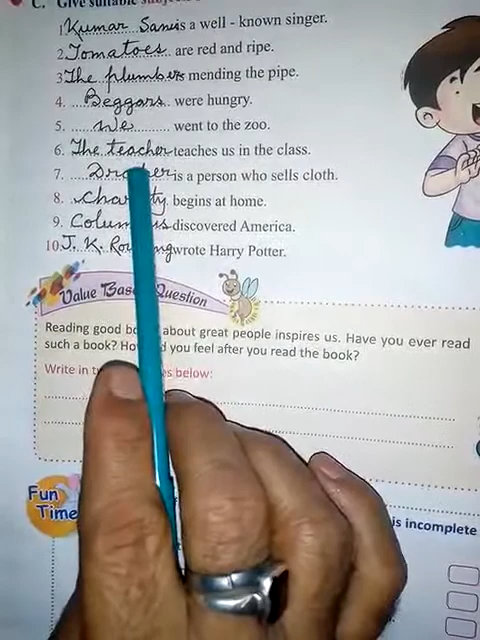 C. Give suitable
1. Kumar Sanu is a well - known singer.
2. Tomatoes are red and ripe.
3. The plumber is mending the pipe.
4. Beggars were hungry.
5. We went to the zoo.
6. The teacher teaches us in the class.
7. is a person who sells cloth.
8. begins at home.
9. discovered America.
10. J. K. wrote Harry Potter.
Value Based Question
Reading good about great people inspires us. Have you ever read
such a book? you feel after you read the book?
Write in below:
Fun
Time
is incomplete